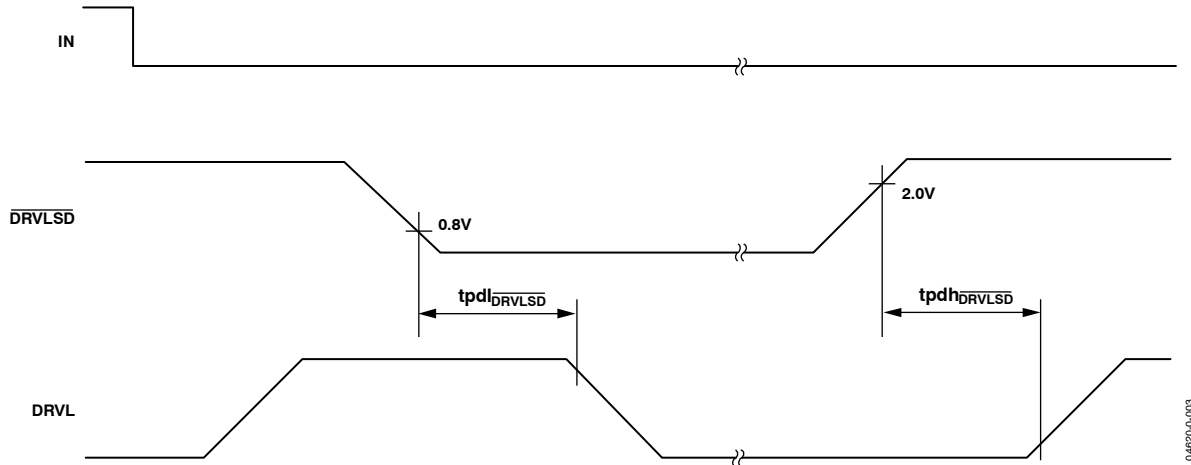 IN
DRVLSD
0.8V
2.0V
tpdlDRVLSD
tpdhDRVLSD
DRVL
04620-0-003